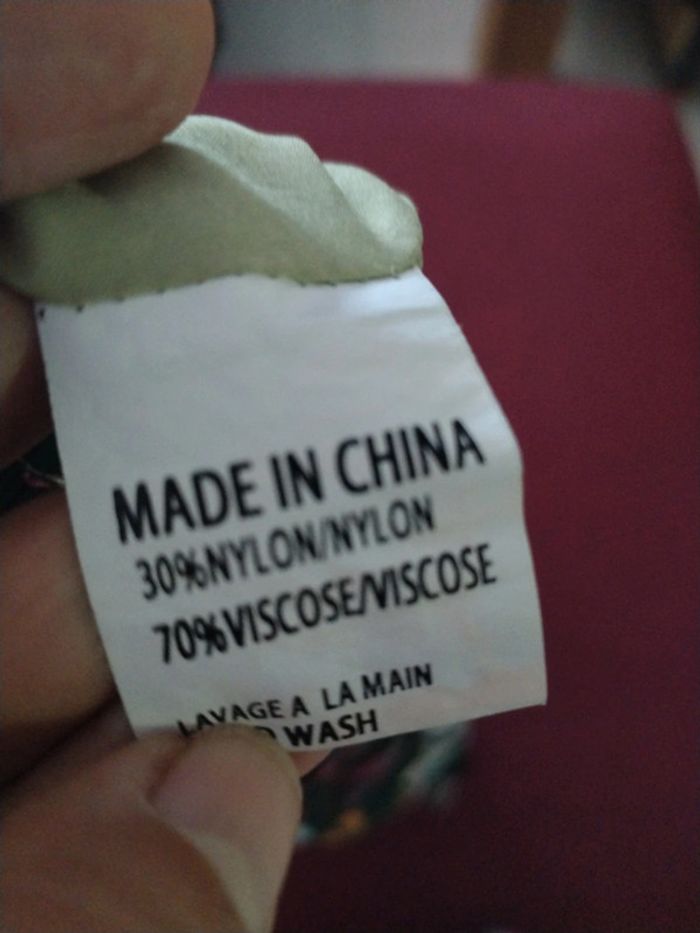 MADE IN CHINA
30%NYLON/NYLON
70%VISCOSE/VISCOSE
LAVAGE A LA MAIN
WASH